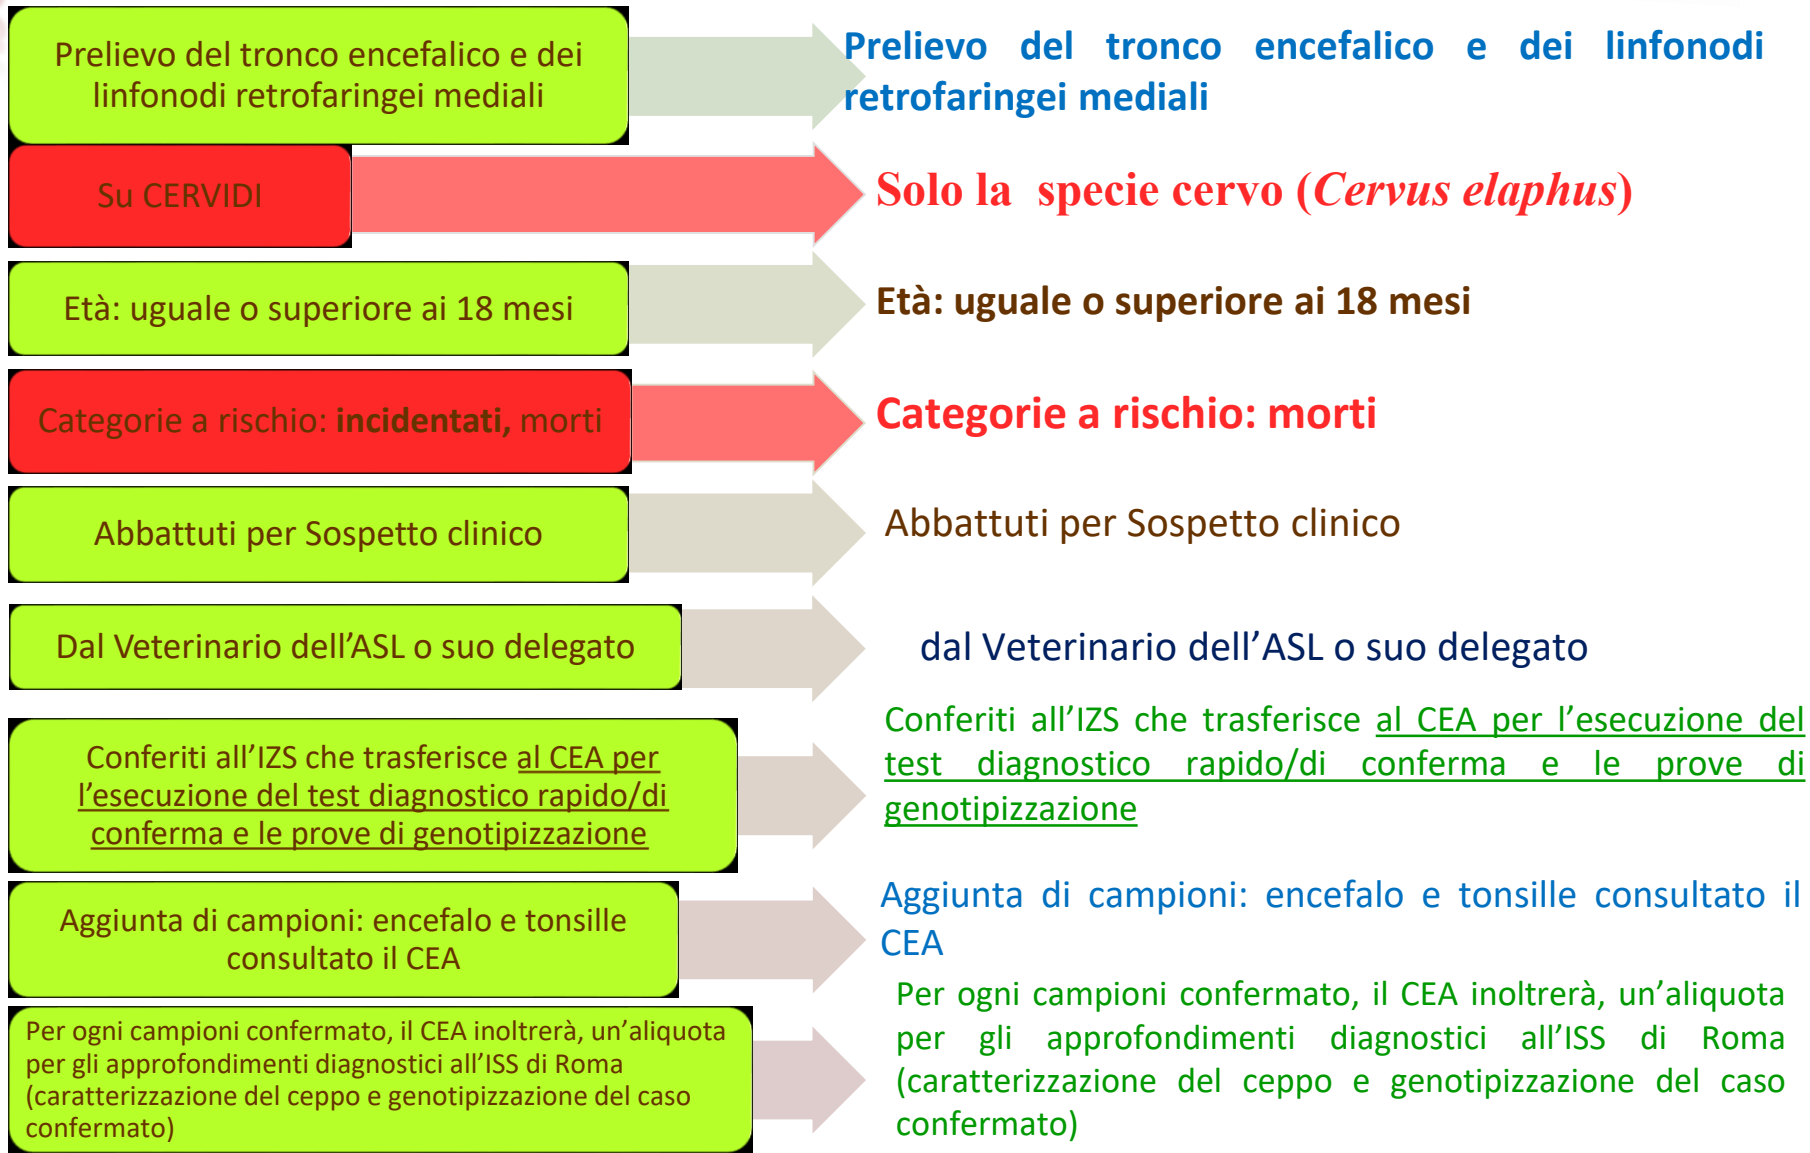 Prelievo del tronco encefalico e dei
linfonodi retrofaringei mediali
Prelievo del tronco encefalico e dei linfonodi
retrofaringei mediali
Su CERVIDI
Solo la specie cervo (Cervus elaphus)
Età: uguale o superiore ai 18 mesi
Età: uguale o superiore ai 18 mesi
Categorie a rischio: incidentati, morti
Categorie a rischio: morti
Abbattuti per Sospetto clinico
Abbattuti per Sospetto clinico
Dal Veterinario dell’ASL o suo delegato
dal Veterinario dell’ASL o suo delegato
Conferiti all’IZS che trasferisce al CEA per
l’esecuzione del test diagnostico rapido/di
conferma e le prove di genotipizzazione
Conferiti all’IZS che trasferisce al CEA per l’esecuzione del
test diagnostico rapido/di conferma e le prove di
genotipizzazione
Aggiunta di campioni: encefalo e tonsille
consultato il CEA
Aggiunta di campioni: encefalo e tonsille consultato il
CEA
Per ogni campioni confermato, il CEA inoltrerà, un’aliquota
per gli approfondimenti diagnostici all’ISS di Roma
(caratterizzazione del ceppo e genotipizzazione del caso
confermato)
Per ogni campioni confermato, il CEA inoltrerà, un’aliquota
per gli approfondimenti diagnostici all’ISS di Roma
(caratterizzazione del ceppo e genotipizzazione del caso
confermato)